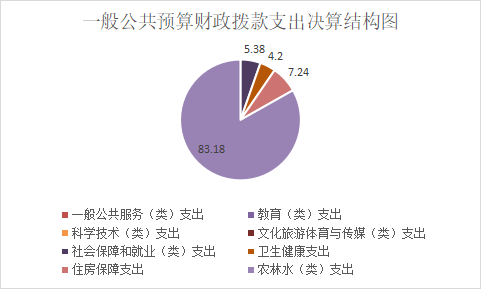 一般公共预算财政拨款支出决算结构图
5.38
4.2
7.24
83.18
一般公共服务（类）支出
教育（类）支出
科学技术（类）支出
文化旅游体育与传媒（类）支出
社会保障和就业（类）支出
卫生健康支出
住房保障支出
农林水（类）支出